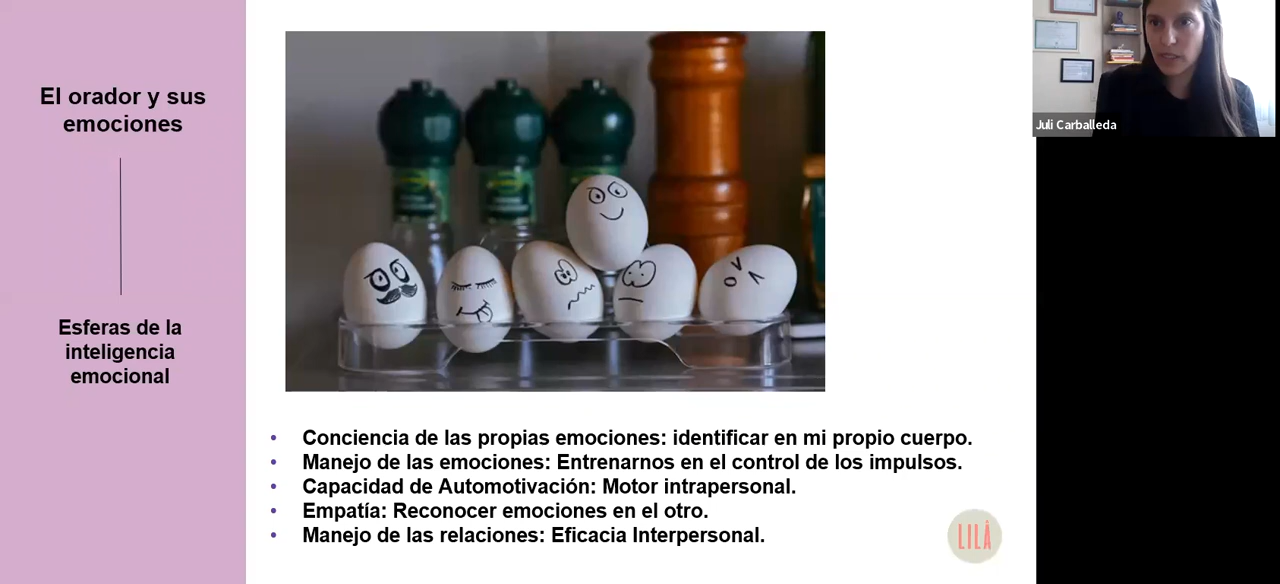 El orador y sus
emociones
Esferas de la
inteligencia
emocional
Juli Carballeda
• Conciencia de las propias emociones: identificar en mi propio cuerpo.
• Manejo de las emociones: Entrenarnos en el control de los impulsos.
• Capacidad de Automotivación: Motor intrapersonal.
• Empatía: Reconocer emociones en el otro.
• Manejo de las relaciones: Eficacia Interpersonal.
LILÅ